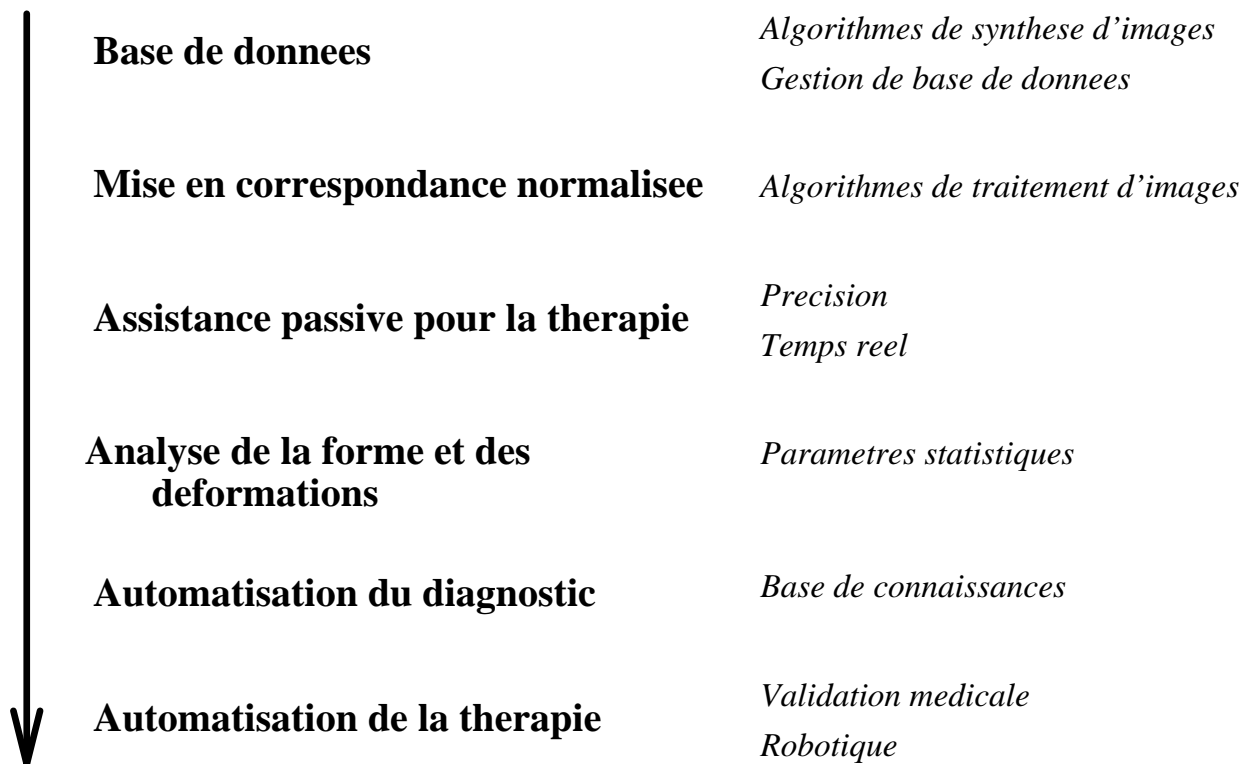 Base de donnees
Algorithmes de synthese d’images
Gestion de base de donnees
Mise en correspondance normalisee
Algorithmes de traitement d’images
Assistance passive pour la therapie
Precision
Temps reel
Analyse de la forme et des
deformations
Parametres statistiques
Automatisation du diagnostic
Base de connaissances
Automatisation de la therapie
Validation medicale
Robotique